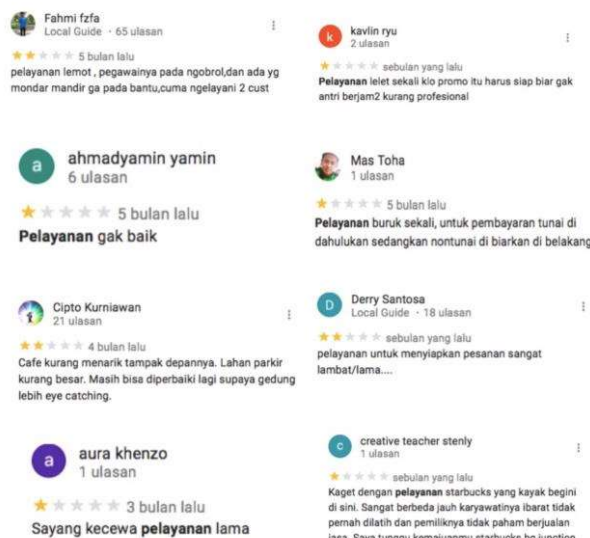 Fahmi fzfa
Local Guide · 65 ulasan
5 bulan lalu
pelayanan lemot , pegawainya pada ngobrol,dan ada yg
mondar mandir ga pada bantu,cuma ngelayani 2 cust
k
kavlin ryu
2 ulasan
sebulan yang lalu
Pelayanan lelet sekali klo promo itu harus siap biar gak
antri berjam2 kurang profesional
a
ahmadyamin yamin
6 ulasan
5 bulan lalu
Pelayanan gak baik
Mas Toha
1 ulasan
5 bulan lalu
Pelayanan buruk sekali, untuk pembayaran tunai di
dahulukan sedangkan nontunai di biarkan di belakang
Cipto Kurniawan
21 ulasan
4 bulan lalu
Cafe kurang menarik tampak depannya. Lahan parkir
kurang besar. Masih bisa diperbaiki lagi supaya gedung
lebih eye catching.
D
Derry Santosa
Local Guide · 18 ulasan
sebulan yang lalu
pelayanan untuk menyiapkan pesanan sangat
lambat/lama....
a
aura khenzo
1 ulasan
3 bulan lalu
Sayang kecewa pelayanan lama
c
creative teacher stenly
1 ulasan
sebulan yang lalu
Kaget dengan pelayanan starbucks yang kayak begini
di sini. Sangat berbeda jauh karyawatinya ibarat tidak
pernah dilatih dan pemiliknya tidak paham berjualan
jasa. Saya tunggu kemajuanmu starbucks bg junction